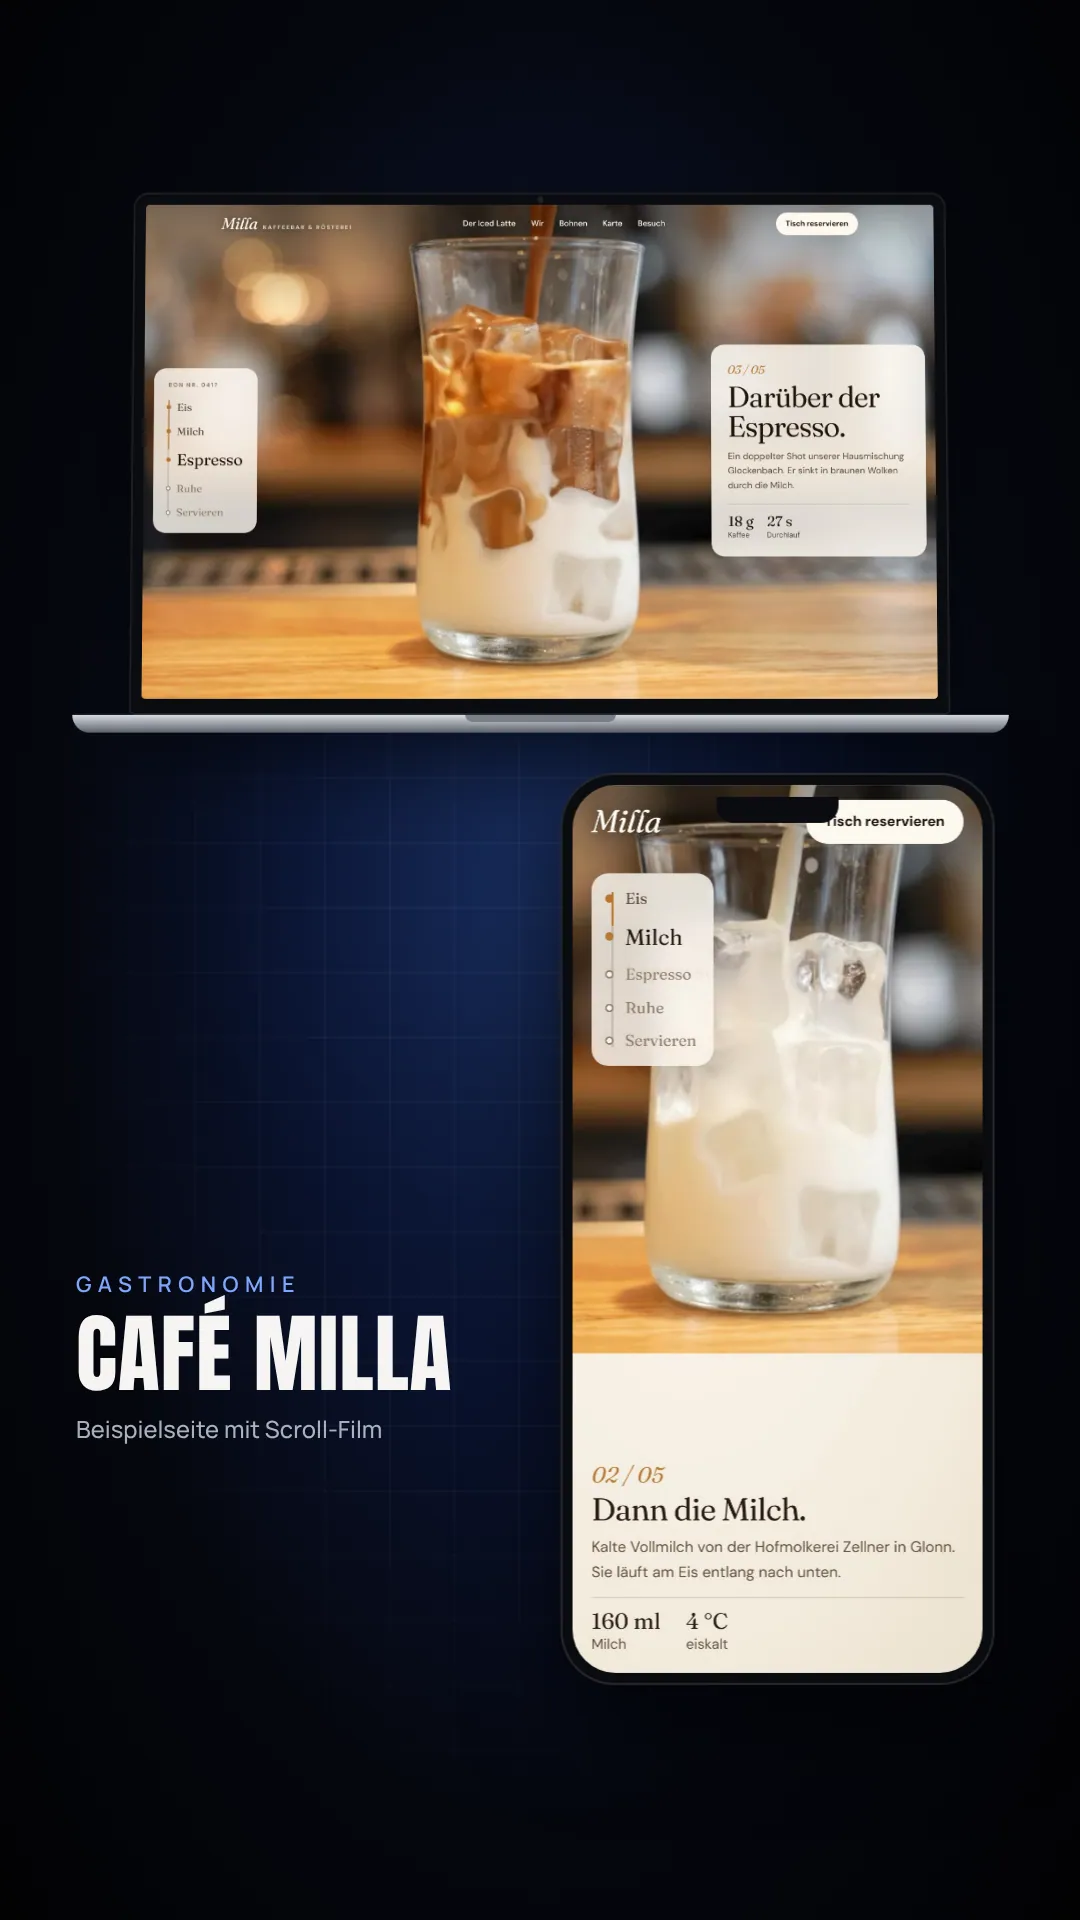 Milla KAFFEEBAR & RÖSTEREI
Der Iced Latte Wir Bohnen Karte Besuch
Tisch reservieren
BON NR. 0417
Eis
Milch
Espresso
Ruhe
Servieren
03 / 05
Darüber der
Espresso.
Ein doppelter Shot unserer Hausmischung
Glockenbach. Er sinkt in braunen Wolken
durch die Milch.
18 g 27 s
Kaffee Durchlauf
Milla
Tisch reservieren
Eis
Milch
Espresso
Ruhe
Servieren
02 / 05
Dann die Milch.
Kalte Vollmilch von der Hofmolkerei Zellner in Glonn.
Sie läuft am Eis entlang nach unten.
160 ml 4 °C
Milch eiskalt
GASTRONOMIE
CAFÉ MILLA
Beispielseite mit Scroll-Film